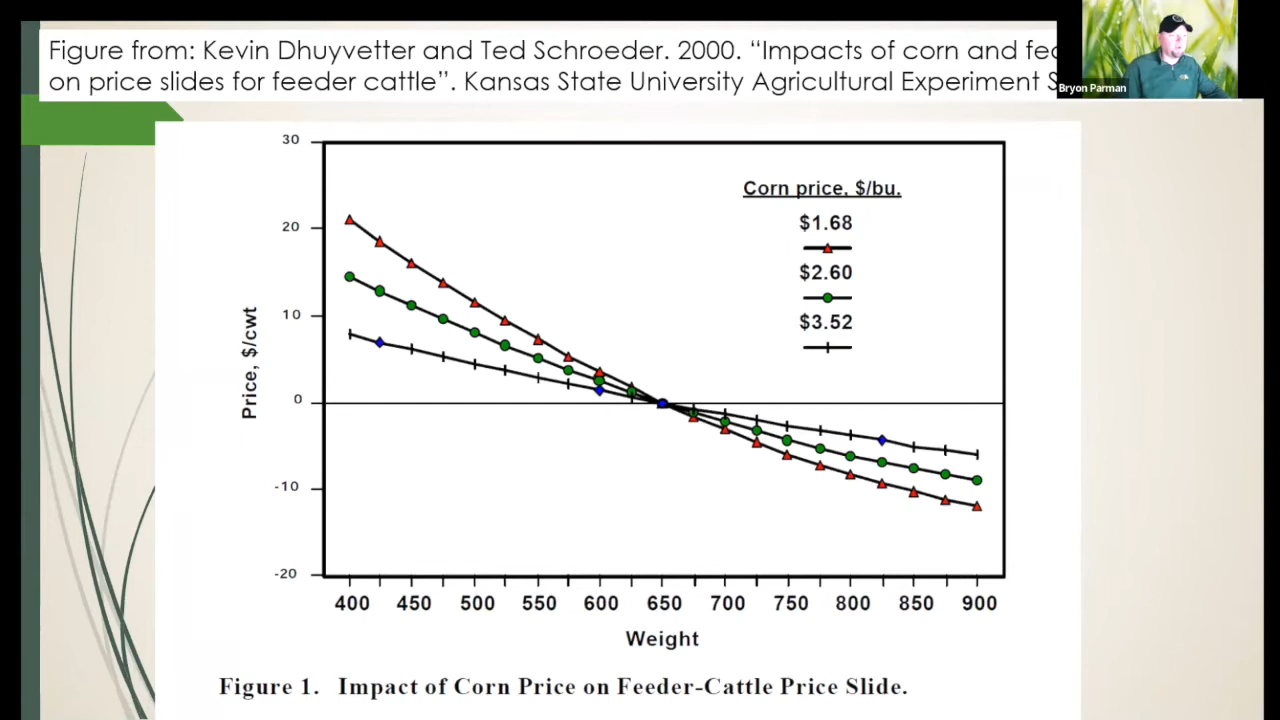 Figure from: Kevin Dhuyvetter and Ted Schroeder. 2000. “Impacts of corn and
on price slides for feeder cattle”. Kansas State University Agricultural Experiment
Bryon Parman
30
20
10
0
-10
-20
Price, $/cwt
Corn price, $/bu.
$1.68
$2.60
$3.52
400 450 500 550 600 650 700 750 800 850 900
Weight
Figure 1. Impact of Corn Price on Feeder-Cattle Price Slide.